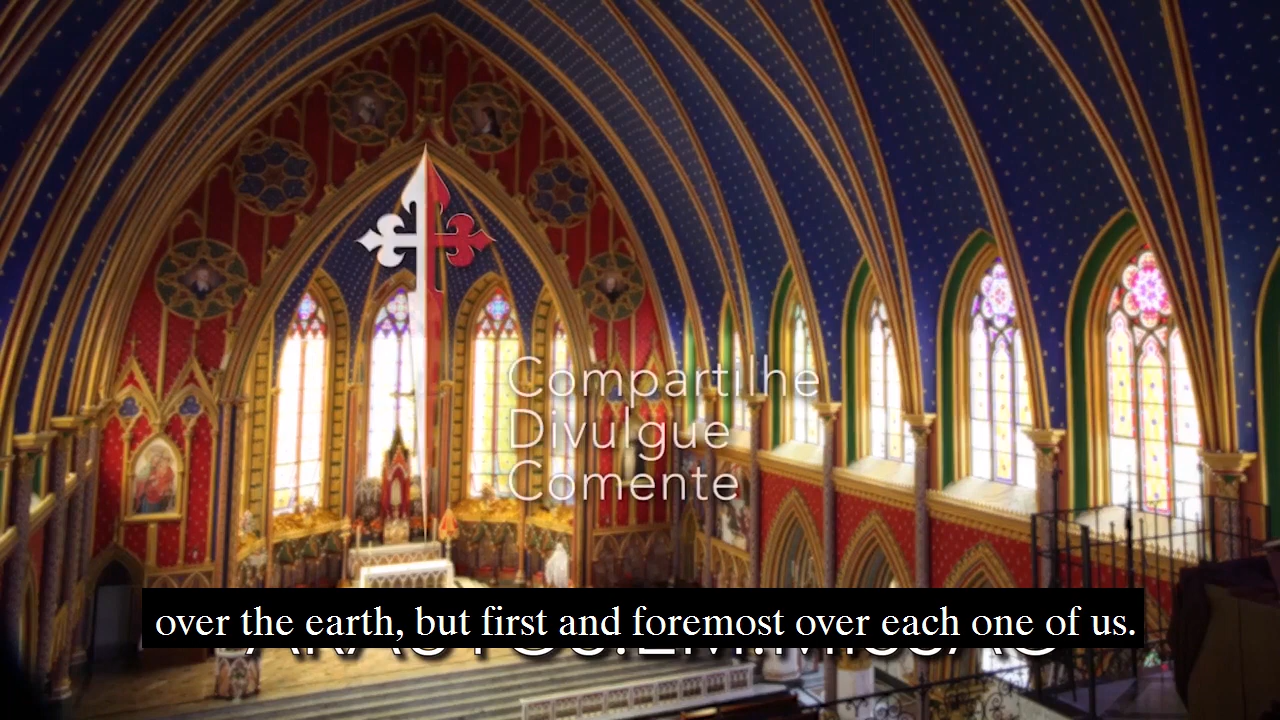 Compartilhe
Divulgue
Comente
over the earth, but first and foremost over each one of us.